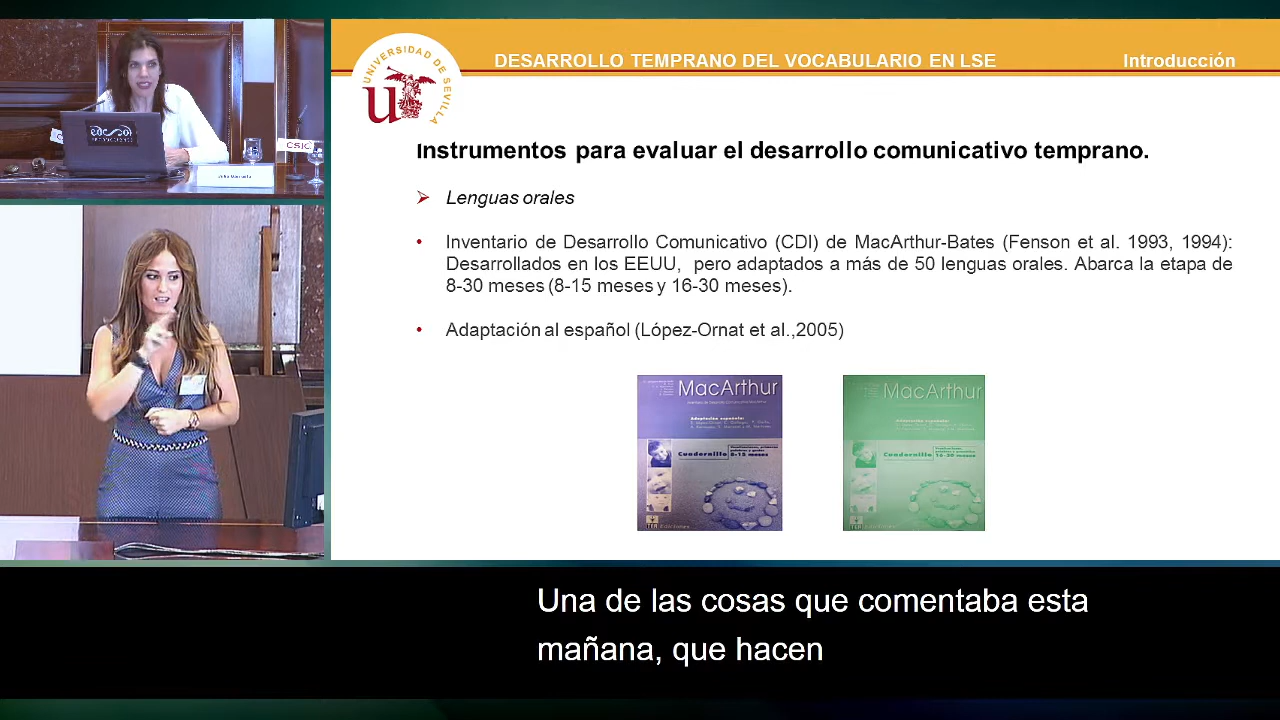 UNIVERSIDAD DE SEVILLA
DESARROLLO TEMPRANO DEL VOCABULARIO EN LSE
Introducción
Instrumentos para evaluar el desarrollo comunicativo temprano.
Lenguas orales
Inventario de Desarrollo Comunicativo (CDI) de MacArthur-Bates (Fenson et al. 1993, 1994):
Desarrollados en los EEUU, pero adaptados a más de 50 lenguas orales. Abarca la etapa de
8-30 meses (8-15 meses y 16-30 meses).
Adaptación al español (López-Ornat et al.,2005)
MacArthur
Adaptación española:
Cuadernillo
8-15 meses
MacArthur
Adaptación española:
Cuadernillo
16-30 meses
CSIC
Una de las cosas que comentaba esta
mañana, que hacen